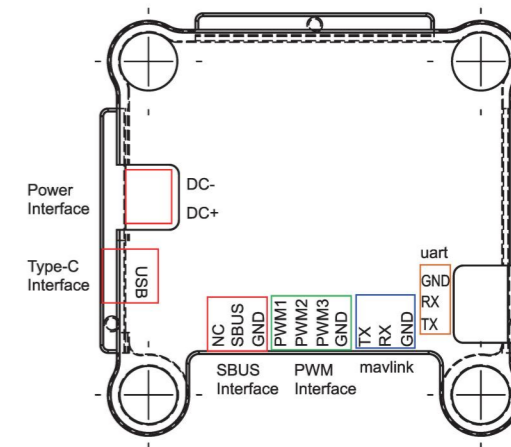 Power
Interface
DC-
DC+
Type-C
Interface
USB
uart
GND
RX
TX
NC
SBUS
GND
PWM1
PWM2
PWM3
GND
TX
RX
GND
SBUS
Interface
PWM
Interface
mavlink